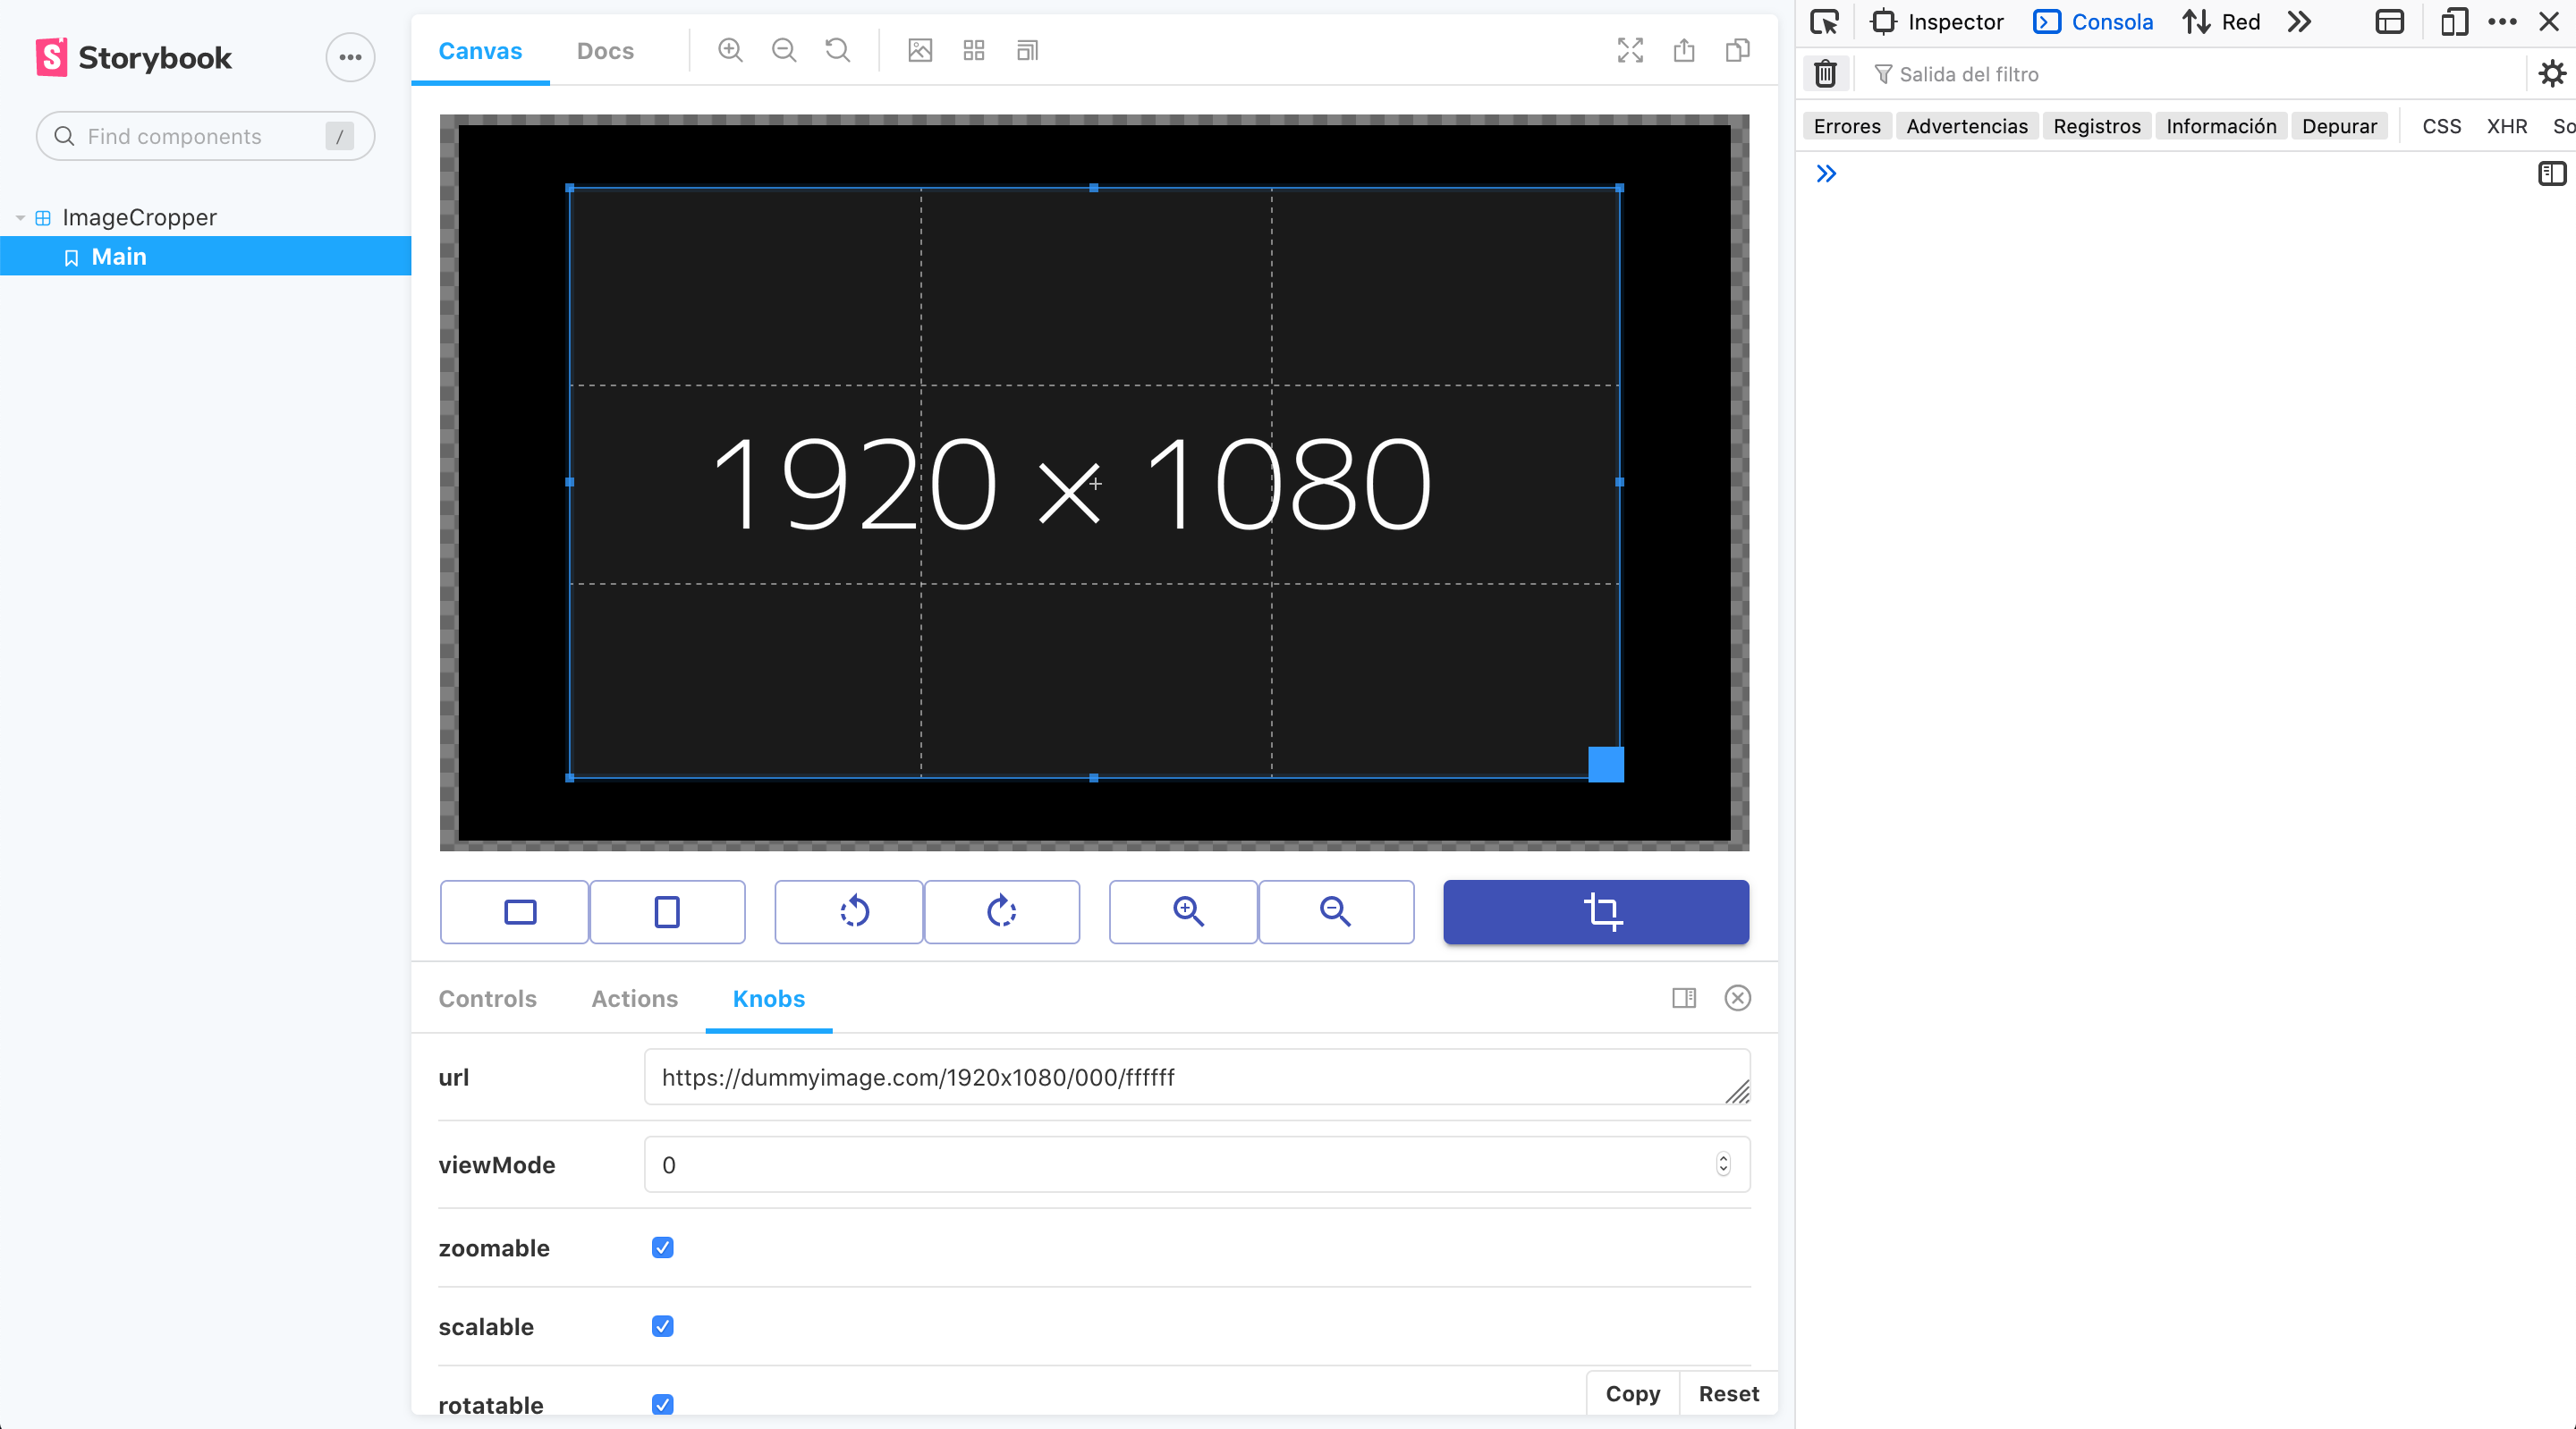 Storybook
Find components /
ImageCropper
Main
Canvas Docs
1920 × 1080
Controls Actions Knobs
url https://dummyimage.com/1920x1080/000/ffffff
viewMode 0
zoomable
scalable
rotatable
Copy Reset
Inspector Consola Red
Salida del filtro
Errores Advertencias Registros Información Depurar CSS XHR So